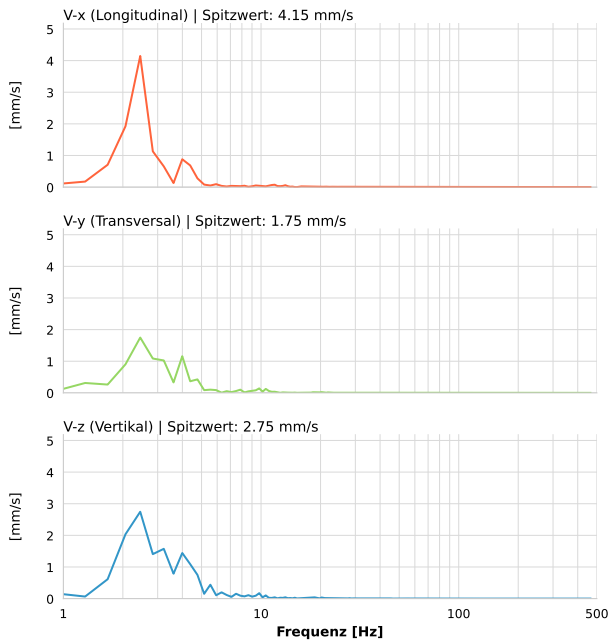 V-x (Longitudinal) | Spitzwert: 4.15 mm/s
5
4
3
2
1
0
[mm/s]
V-y (Transversal) | Spitzwert: 1.75 mm/s
5
4
3
2
1
0
[mm/s]
V-z (Vertikal) | Spitzwert: 2.75 mm/s
5
4
3
2
1
0
[mm/s]
1 10 100 500
Frequenz [Hz]